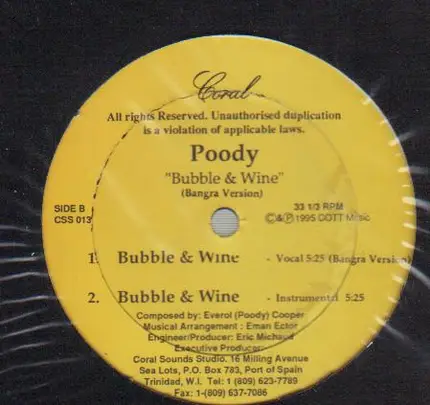 Coral
All rights Reserved. Unauthorised duplication
is a violation of applicable laws.
Poody
"Bubble & Wine"
(Bangra Version)
SIDE B
CSS 013
33 1/3 RPM
©&℗ 1995 COTT Music
1. Bubble & Wine - Vocal 5:25 (Bangra Version)
2. Bubble & Wine - Instrumental 5:25
Composed by: Everol (Poody) Cooper
Musical Arrangement : Eman Ector
Engineer/Producer: Eric Michaud
Executive Producer:
Coral Sounds Studio. 16 Milling Avenue
Sea Lots, P.O. Box 783, Port of Spain
Trinidad, W.I. Tel: 1 (809) 623-7789
Fax: 1-(809) 637-7086